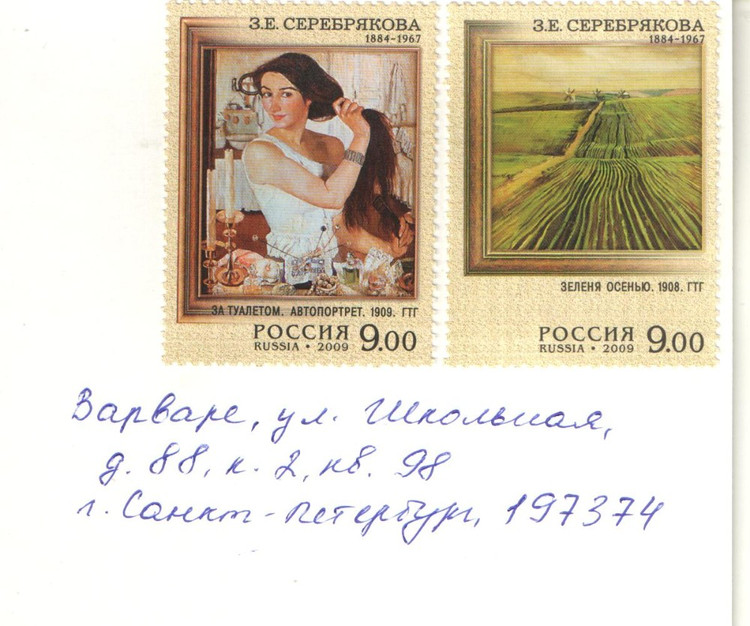 З.Е. СЕРЕБРЯКОВА
1884-1967
ЗА ТУАЛЕТОМ. АВТОПОРТРЕТ. 1909. ГТГ
РОССИЯ 9.00
RUSSIA • 2009
З.Е. СЕРЕБРЯКОВА
1884-1967
ЗЕЛЕНЯ ОСЕНЬЮ. 1908. ГТГ
РОССИЯ 9.00
RUSSIA • 2009
Варваре, ул. Школьная,
д. 88, к. 2, кв. 98
г. Санкт-Петербург, 197374